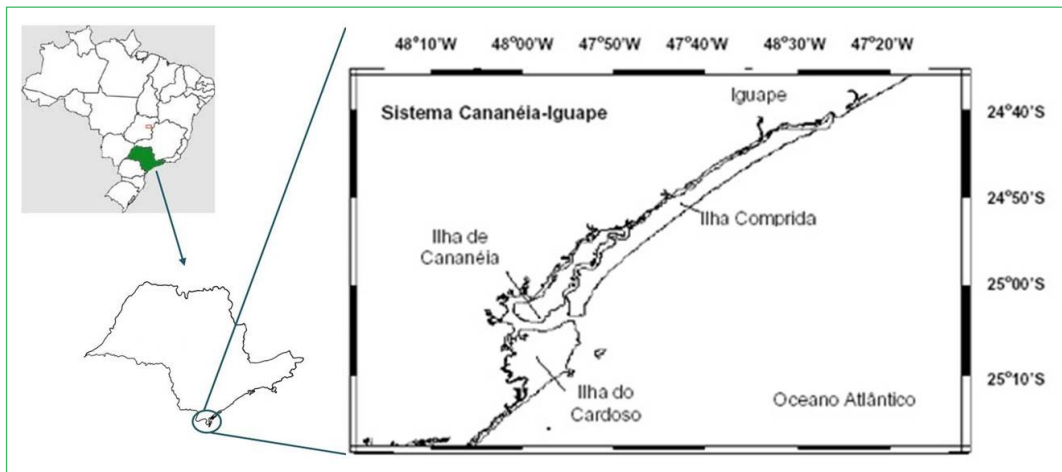 48°10'W 48°00'W 47°50'W 47°40'W 48°30'W 47°20'W
Sistema Cananéia-Iguape
Iguape
24°40'S
24°50'S
Ilha Comprida
Ilha de
Cananéia
25°00'S
25°10'S
Ilha do
Cardoso
Oceano Atlântico